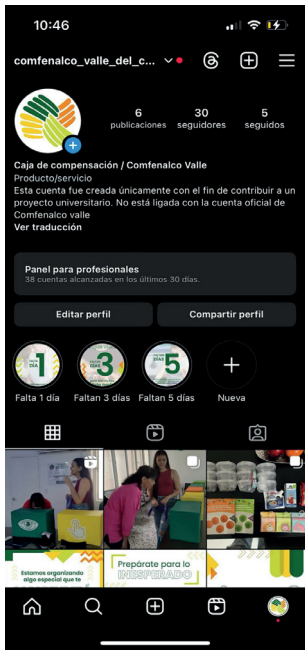 10:46
comfenalco_valle_del_c...
6 30 5
publicaciones seguidores seguidos
Caja de compensación / Comfenalco Valle
Producto/servicio
Esta cuenta fue creada únicamente con el fin de contribuir a un
proyecto universitario. No está ligada con la cuenta oficial de
Comfenalco valle
Ver traducción
Panel para profesionales
38 cuentas alcanzadas en los últimos 30 días.
Editar perfil Compartir perfil
DÍA 1 3 DÍAS 5
Falta 1 día Faltan 3 días Faltan 5 días Nueva
Estamos organizando
algo especial que te
Prepárate para lo
INESPERADO